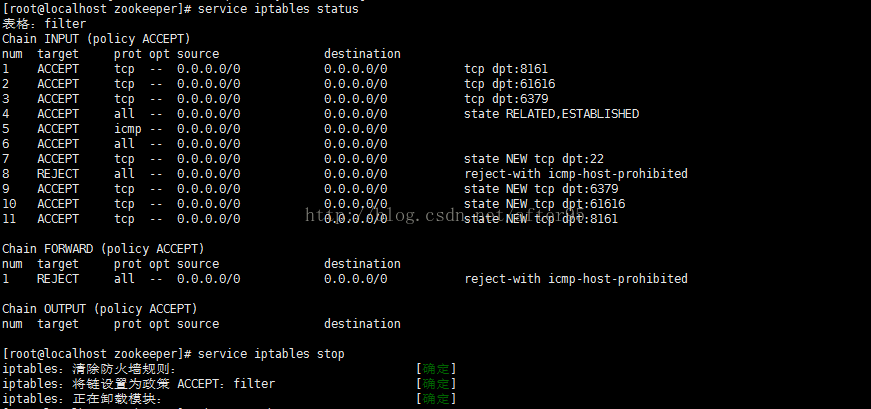 [root@localhost zookeeper]# service iptables status
表格：filter
Chain INPUT (policy ACCEPT)
num  target     prot opt source               destination
1    ACCEPT     tcp  --  0.0.0.0/0            0.0.0.0/0           tcp dpt:8161
2    ACCEPT     tcp  --  0.0.0.0/0            0.0.0.0/0           tcp dpt:61616
3    ACCEPT     tcp  --  0.0.0.0/0            0.0.0.0/0           tcp dpt:6379
4    ACCEPT     all  --  0.0.0.0/0            0.0.0.0/0           state RELATED,ESTABLISHED
5    ACCEPT     icmp --  0.0.0.0/0            0.0.0.0/0
6    ACCEPT     all  --  0.0.0.0/0            0.0.0.0/0
7    ACCEPT     tcp  --  0.0.0.0/0            0.0.0.0/0           state NEW tcp dpt:22
8    REJECT     all  --  0.0.0.0/0            0.0.0.0/0           reject-with icmp-host-prohibited
9    ACCEPT     tcp  --  0.0.0.0/0            0.0.0.0/0           state NEW tcp dpt:6379
10   ACCEPT     tcp  --  0.0.0.0/0            0.0.0.0/0           state NEW tcp dpt:61616
11   ACCEPT     tcp  --  0.0.0.0/0            0.0.0.0/0           state NEW tcp dpt:8161
Chain FORWARD (policy ACCEPT)
num  target     prot opt source               destination
1    REJECT     all  --  0.0.0.0/0            0.0.0.0/0           reject-with icmp-host-prohibited
Chain OUTPUT (policy ACCEPT)
num  target     prot opt source               destination
[root@localhost zookeeper]# service iptables stop
iptables：清除防火墙规则：                                 [确定]
iptables：将链设置为政策 ACCEPT：filter                    [确定]
iptables：正在卸载模块：                                   [确定]